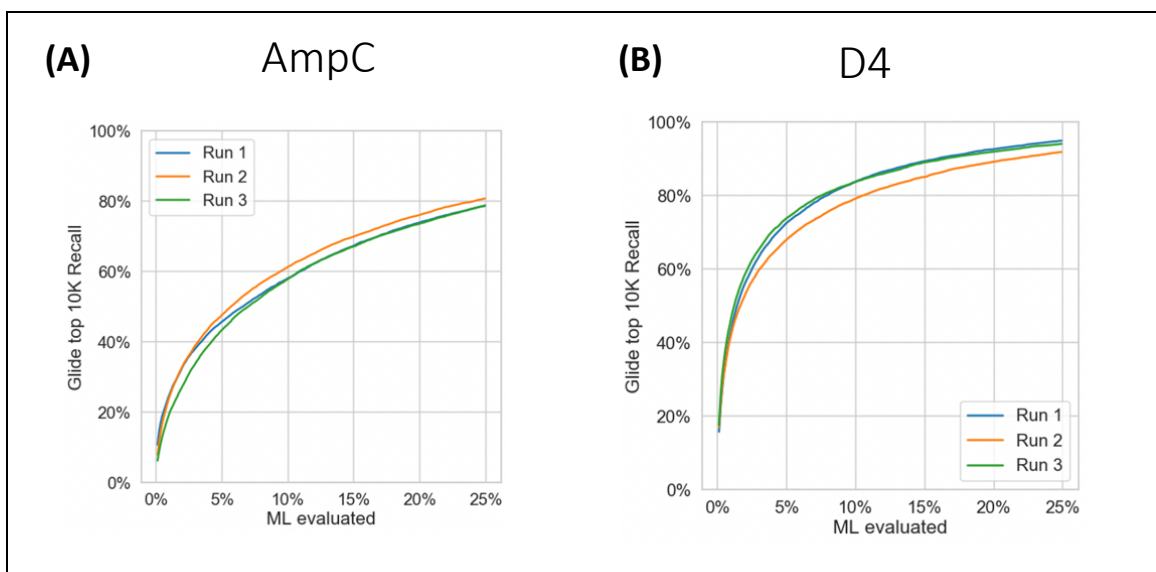 (A) AmpC
100%
80%
60%
40%
20%
0%
Glide top 10K Recall
Run 1
Run 2
Run 3
0% 5% 10% 15% 20% 25%
ML evaluated
(B) D4
100%
80%
60%
40%
20%
0%
Glide top 10K Recall
Run 1
Run 2
Run 3
0% 5% 10% 15% 20% 25%
ML evaluated